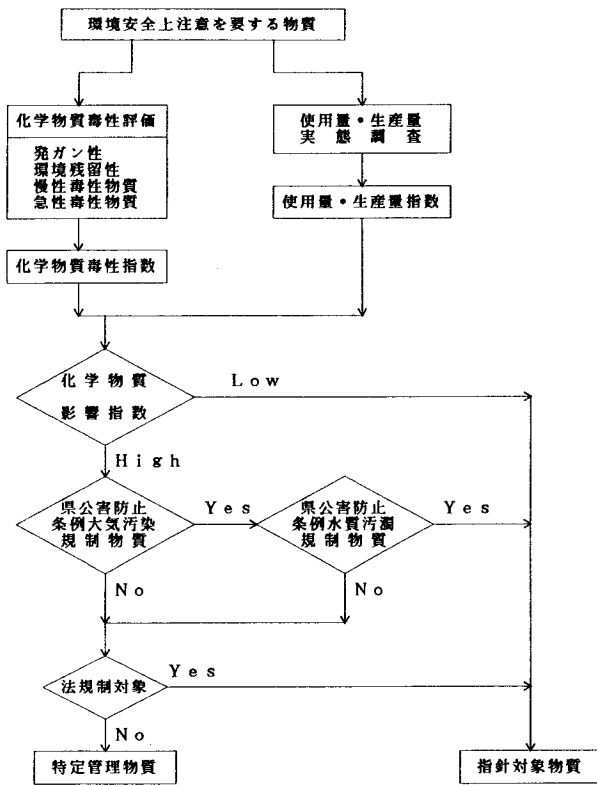 環境安全上注意を要する物質
化学物質毒性評価
発ガン性
環境残留性
慢性毒性物質
急性毒性物質
使用量・生産量
実態調査
化学物質毒性指数
使用量・生産量指数
化学物質
影響指数
Low
High
県公害防止
条例大気汚染
規制物質
Yes
県公害防止
条例水質汚濁
規制物質
Yes
No
No
法規制対象
Yes
No
特定管理物質
指針対象物質